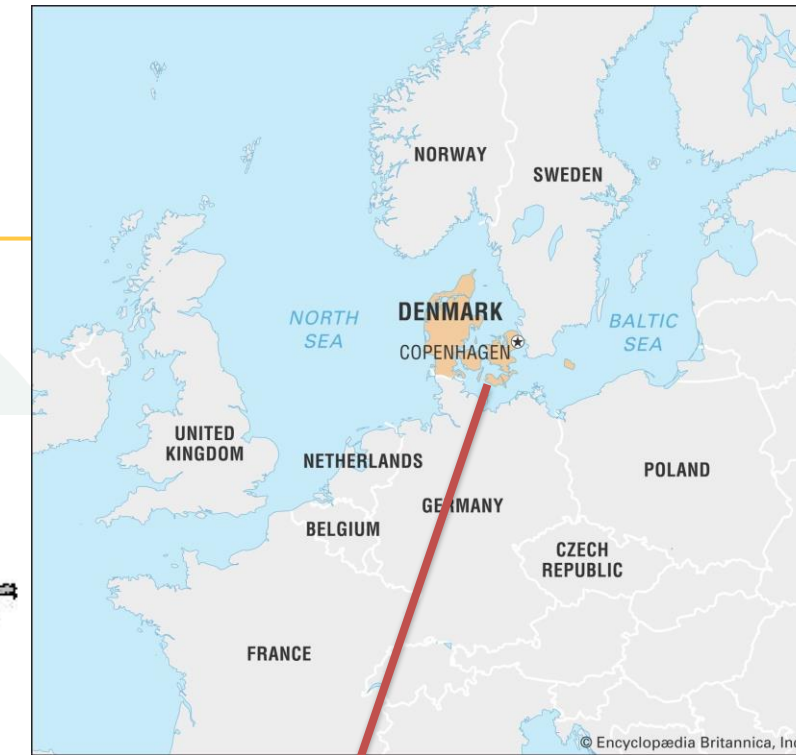 NORWAY
SWEDEN
NORTH
SEA
DENMARK
COPENHAGEN
BALTIC
SEA
UNITED
KINGDOM
NETHERLANDS
POLAND
GERMANY
BELGIUM
CZECH
REPUBLIC
FRANCE
© Encyclopædia Britannica, Inc